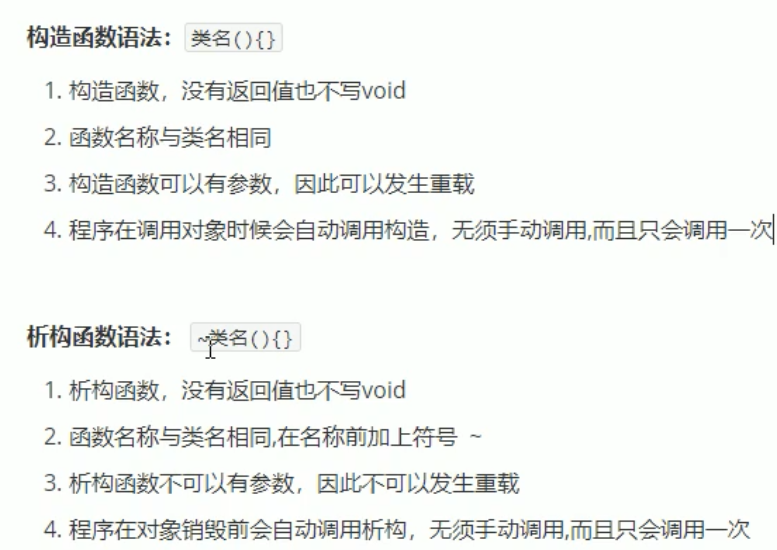 构造函数语法： 类名(){}
1. 构造函数，没有返回值也不写void
2. 函数名称与类名相同
3. 构造函数可以有参数，因此可以发生重载
4. 程序在调用对象时候会自动调用构造，无须手动调用,而且只会调用一次
析构函数语法： ~类名(){}
1. 析构函数，没有返回值也不写void
2. 函数名称与类名相同,在名称前加上符号 ~
3. 析构函数不可以有参数，因此不可以发生重载
4. 程序在对象销毁前会自动调用析构，无须手动调用,而且只会调用一次